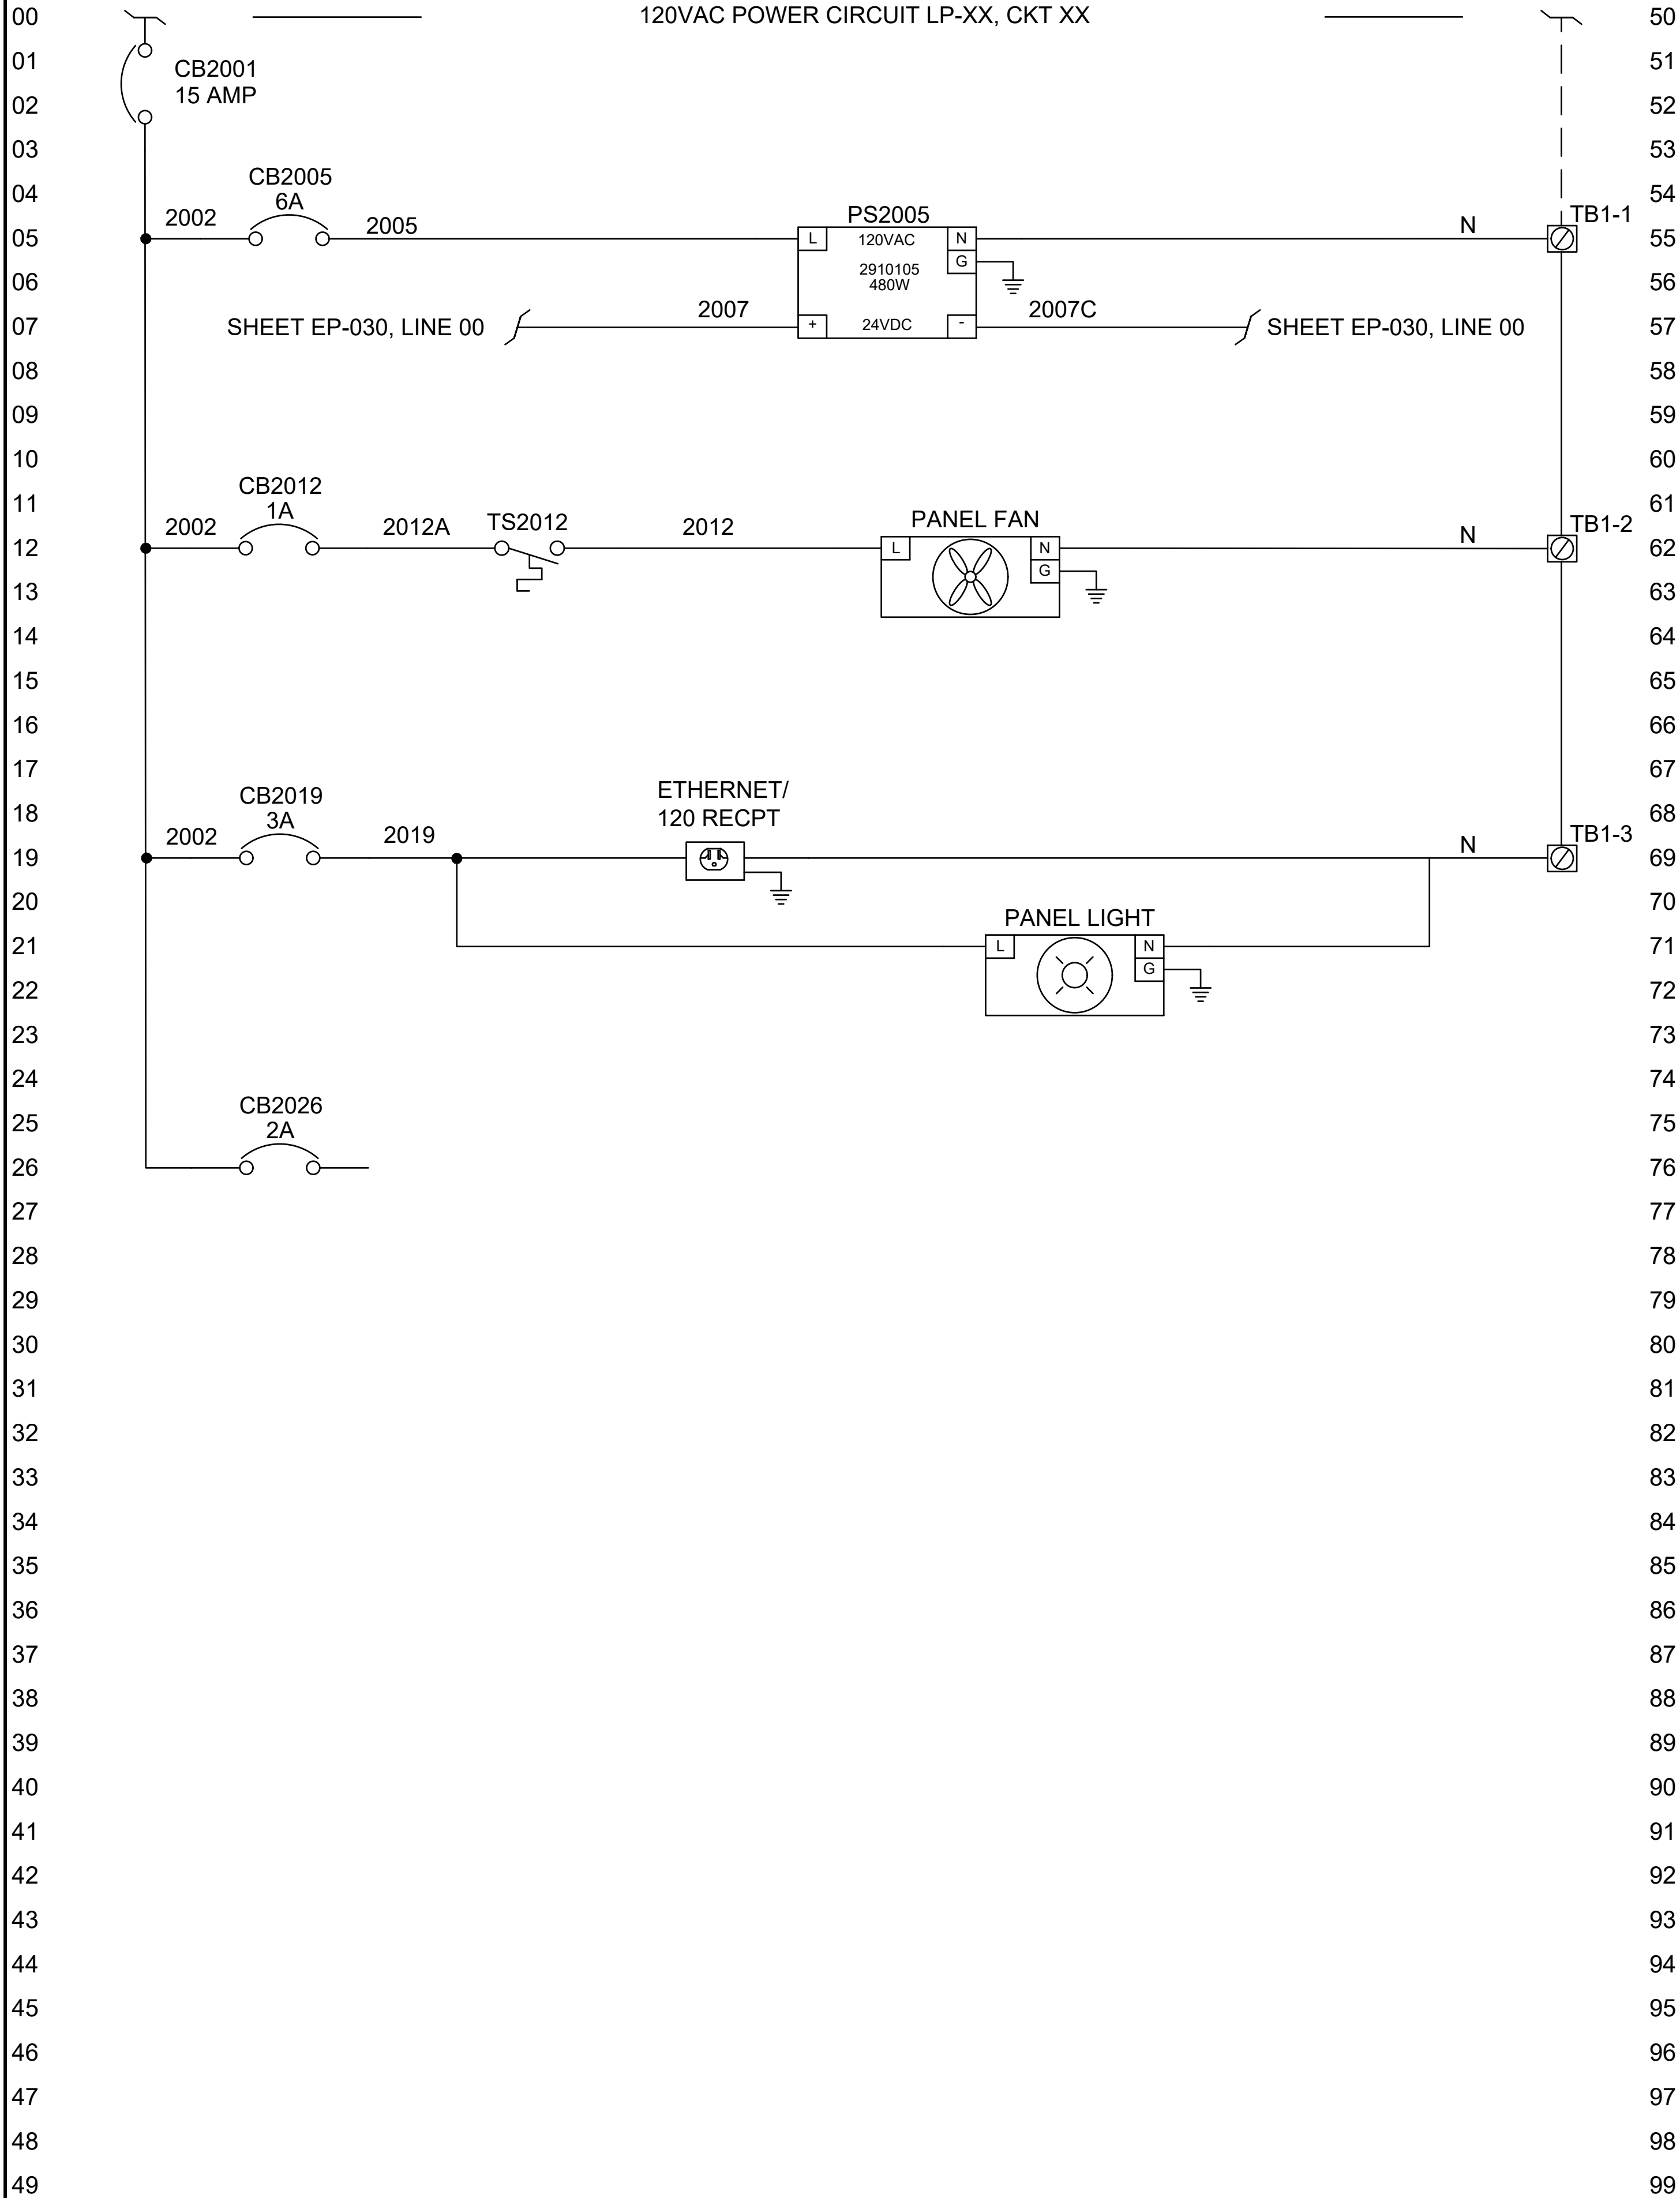 00 120VAC POWER CIRCUIT LP-XX, CKT XX 50
01 51
CB2001
15 AMP
02 52
03 53
CB2005
04 54
6A
2002 2005 PS2005 N TB1-1
05 L 120VAC N 55
G
2910105
06 480W 56
2007 2007C
07 SHEET EP-030, LINE 00 + 24VDC - SHEET EP-030, LINE 00 57
08 58
09 59
10 60
CB2012
11 1A 61
2002 2012A TS2012 2012 PANEL FAN N TB1-2
12 L N 62
G
13 63
14 64
15 65
16 66
17 67
ETHERNET/
CB2019
18 3A 120 RECPT 68
2002 2019 N TB1-3
19 69
20 70
PANEL LIGHT
21 L N 71
G
22 72
23 73
24 74
CB2026
25 2A 75
26 76
27 77
28 78
29 79
30 80
31 81
32 82
33 83
34 84
35 85
36 86
37 87
38 88
39 89
40 90
41 91
42 92
43 93
44 94
45 95
46 96
47 97
48 98
49 99